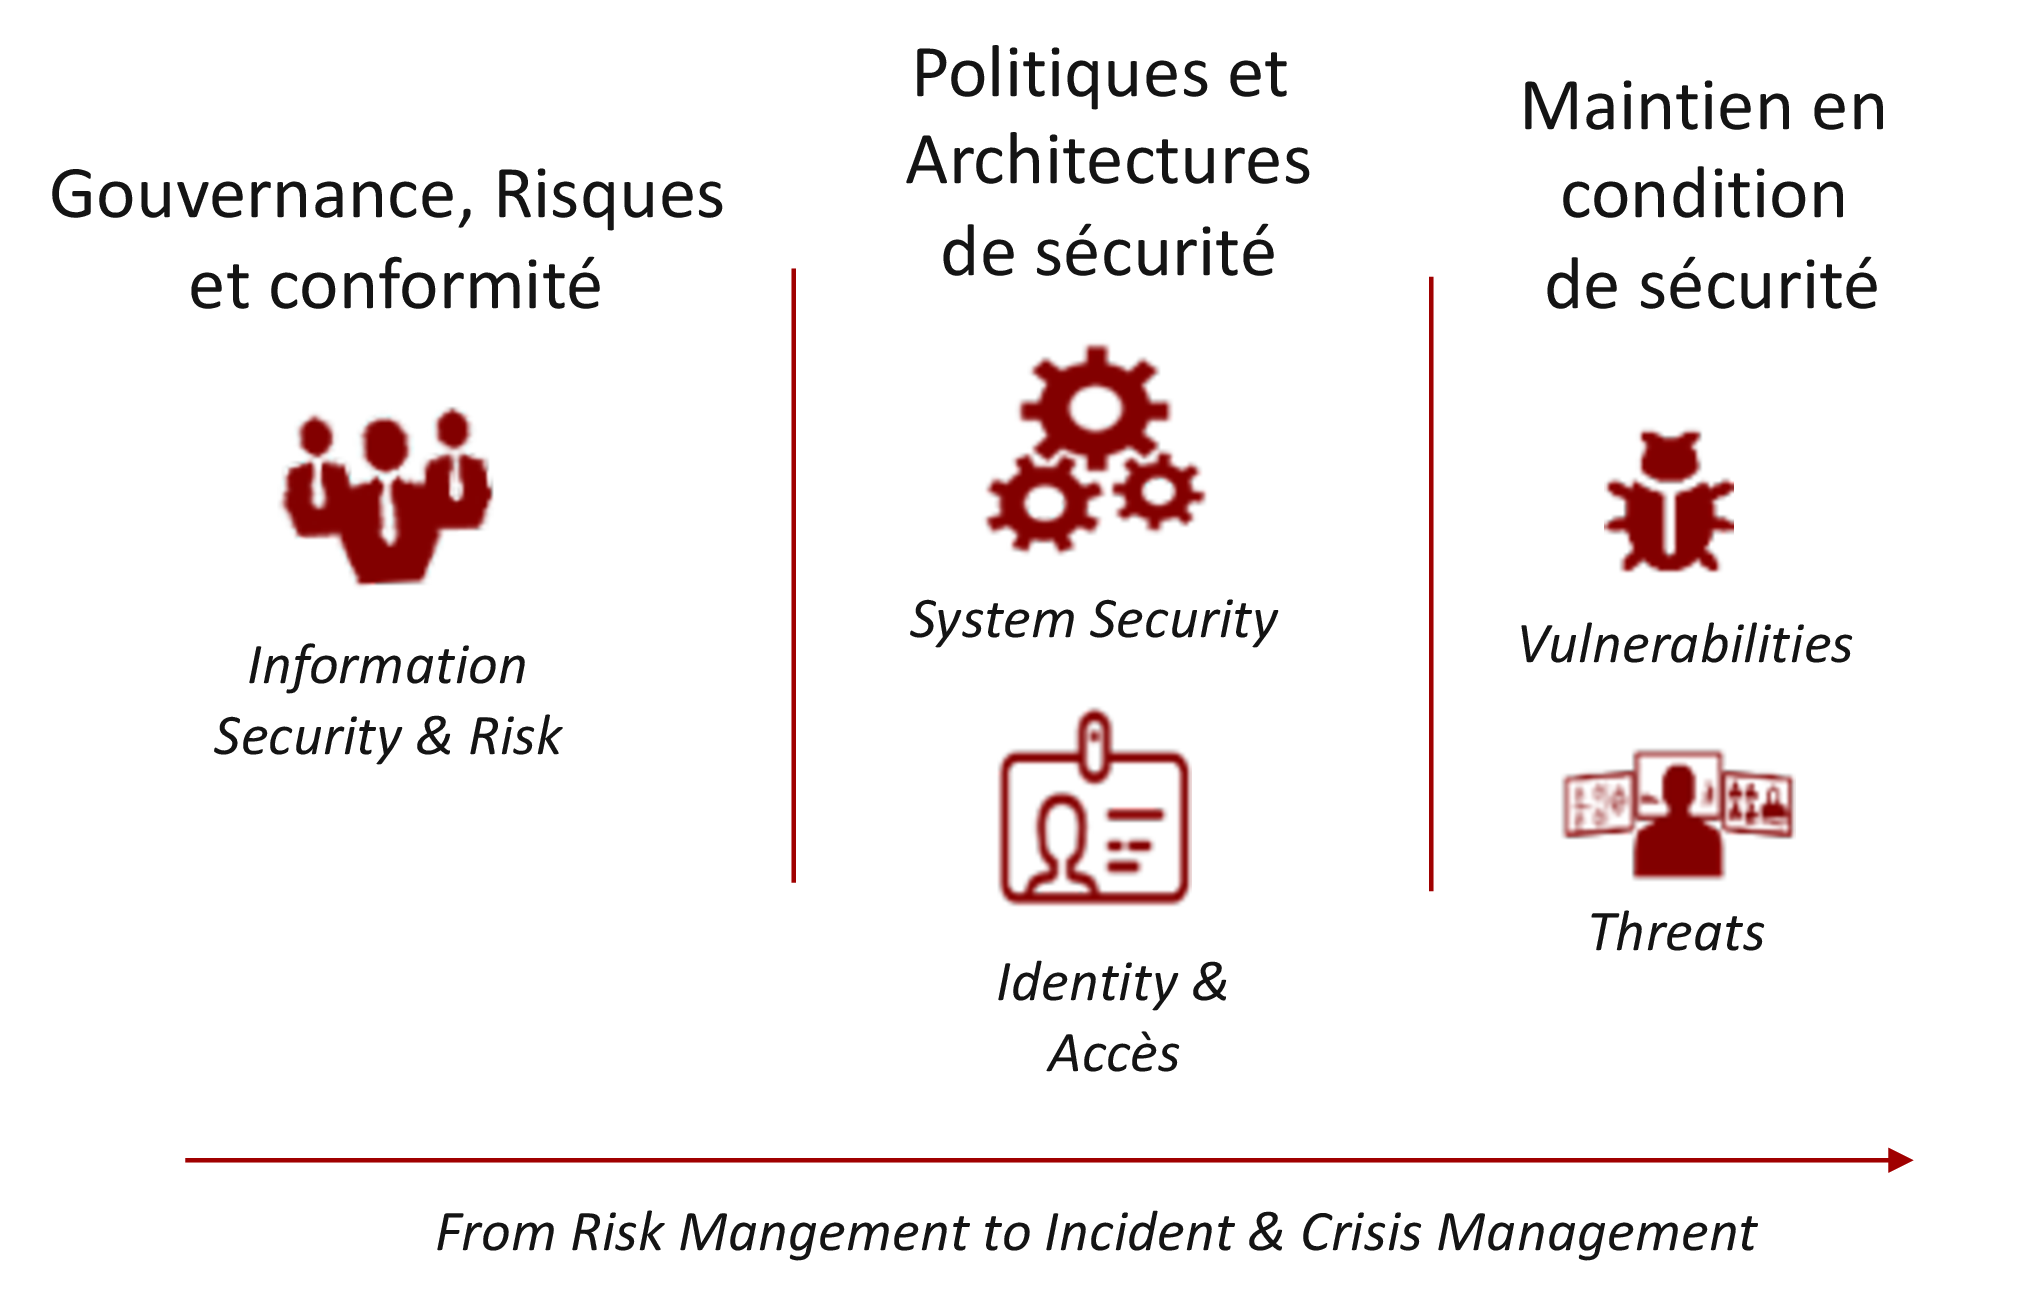 Gouvernance, Risques
et conformité
Information
Security & Risk
Politiques et
Architectures
de sécurité
System Security
Identity &
Accès
Maintien en
condition
de sécurité
Vulnerabilities
Threats
From Risk Mangement to Incident & Crisis Management